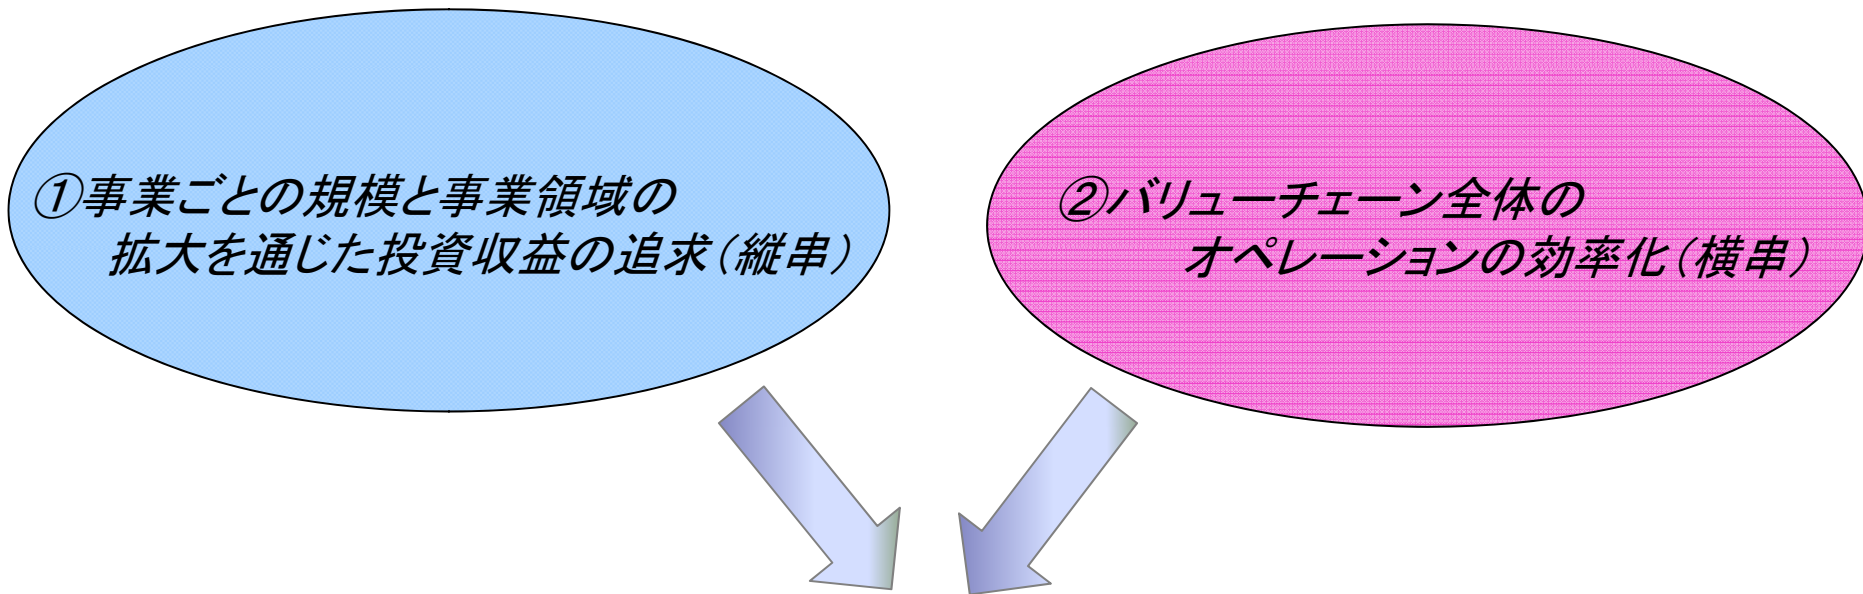 ①事業ごとの規模と事業領域の
拡大を通じた投資収益の追求（縦串）
②バリューチェーン全体の
オペレーションの効率化（横串）